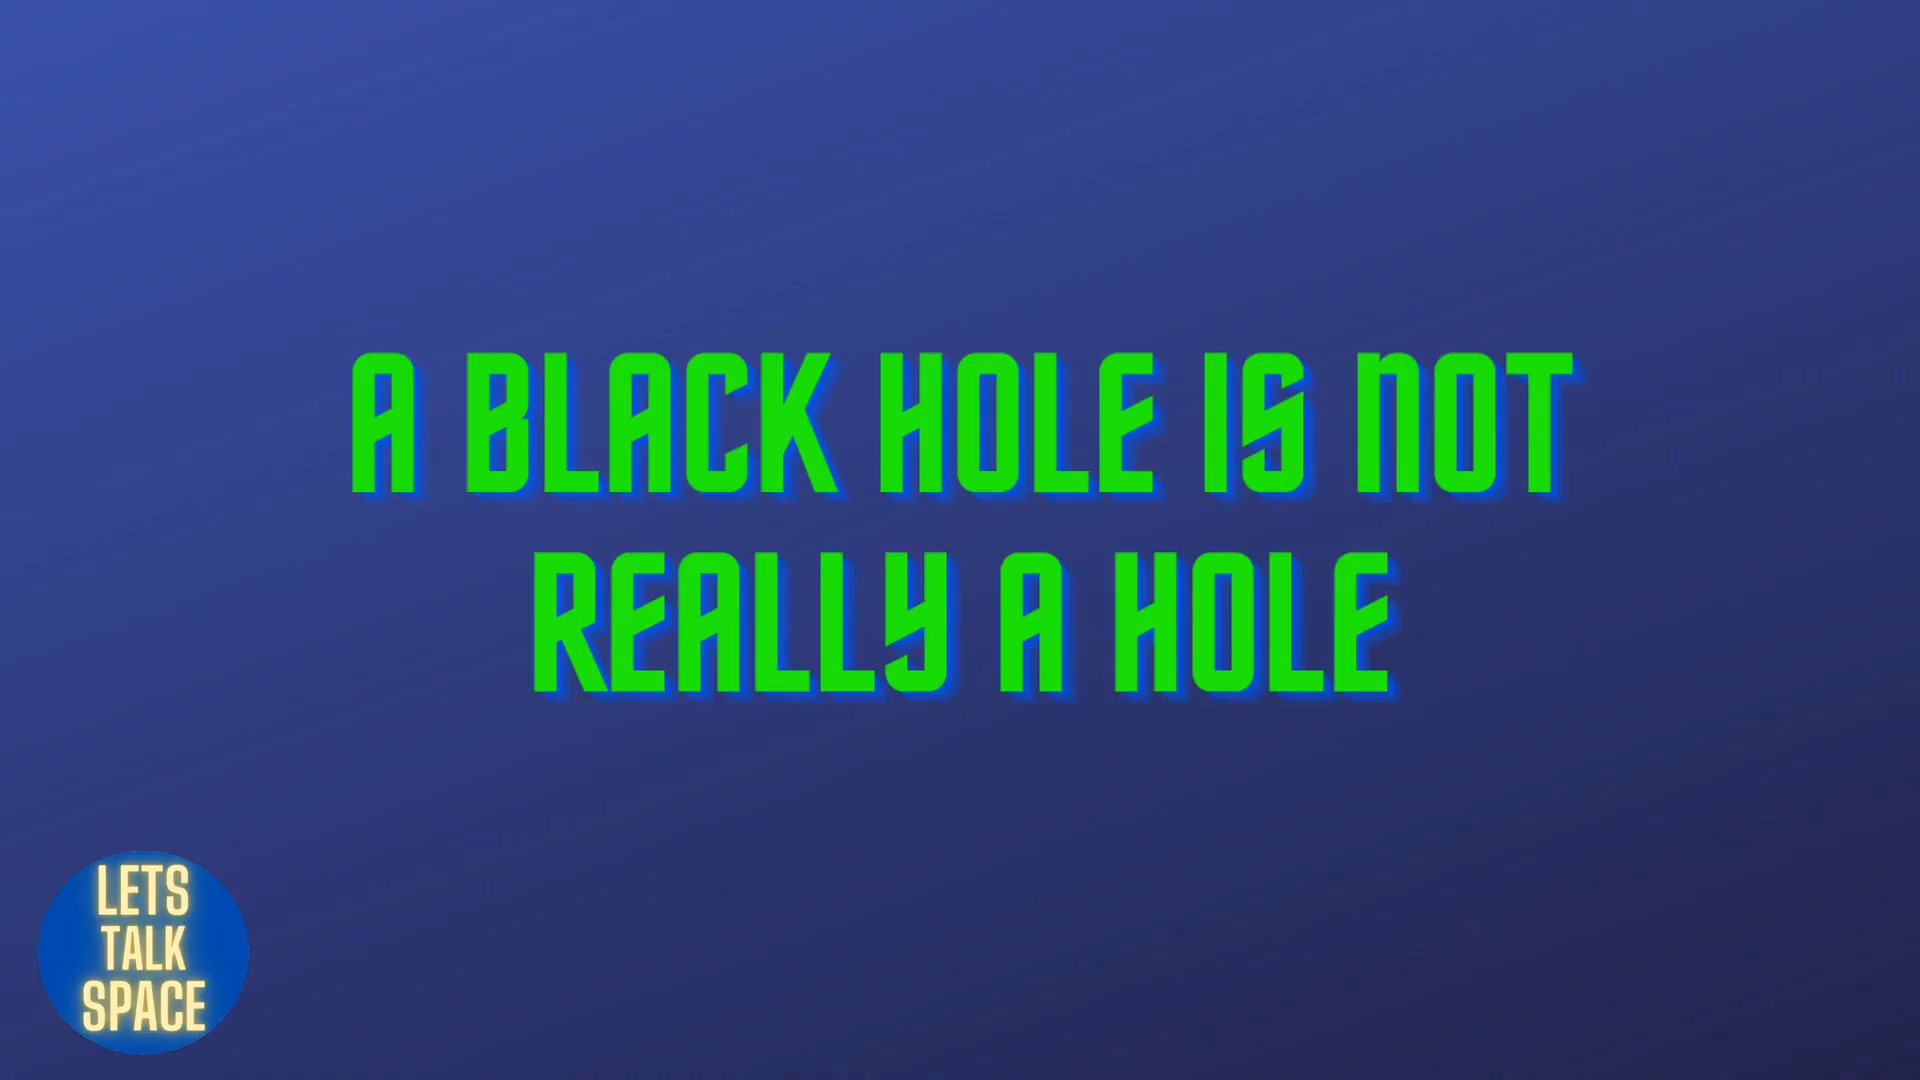 A BLACK HOLE IS NOT
REALLY A HOLE
LETS
TALK
SPACE